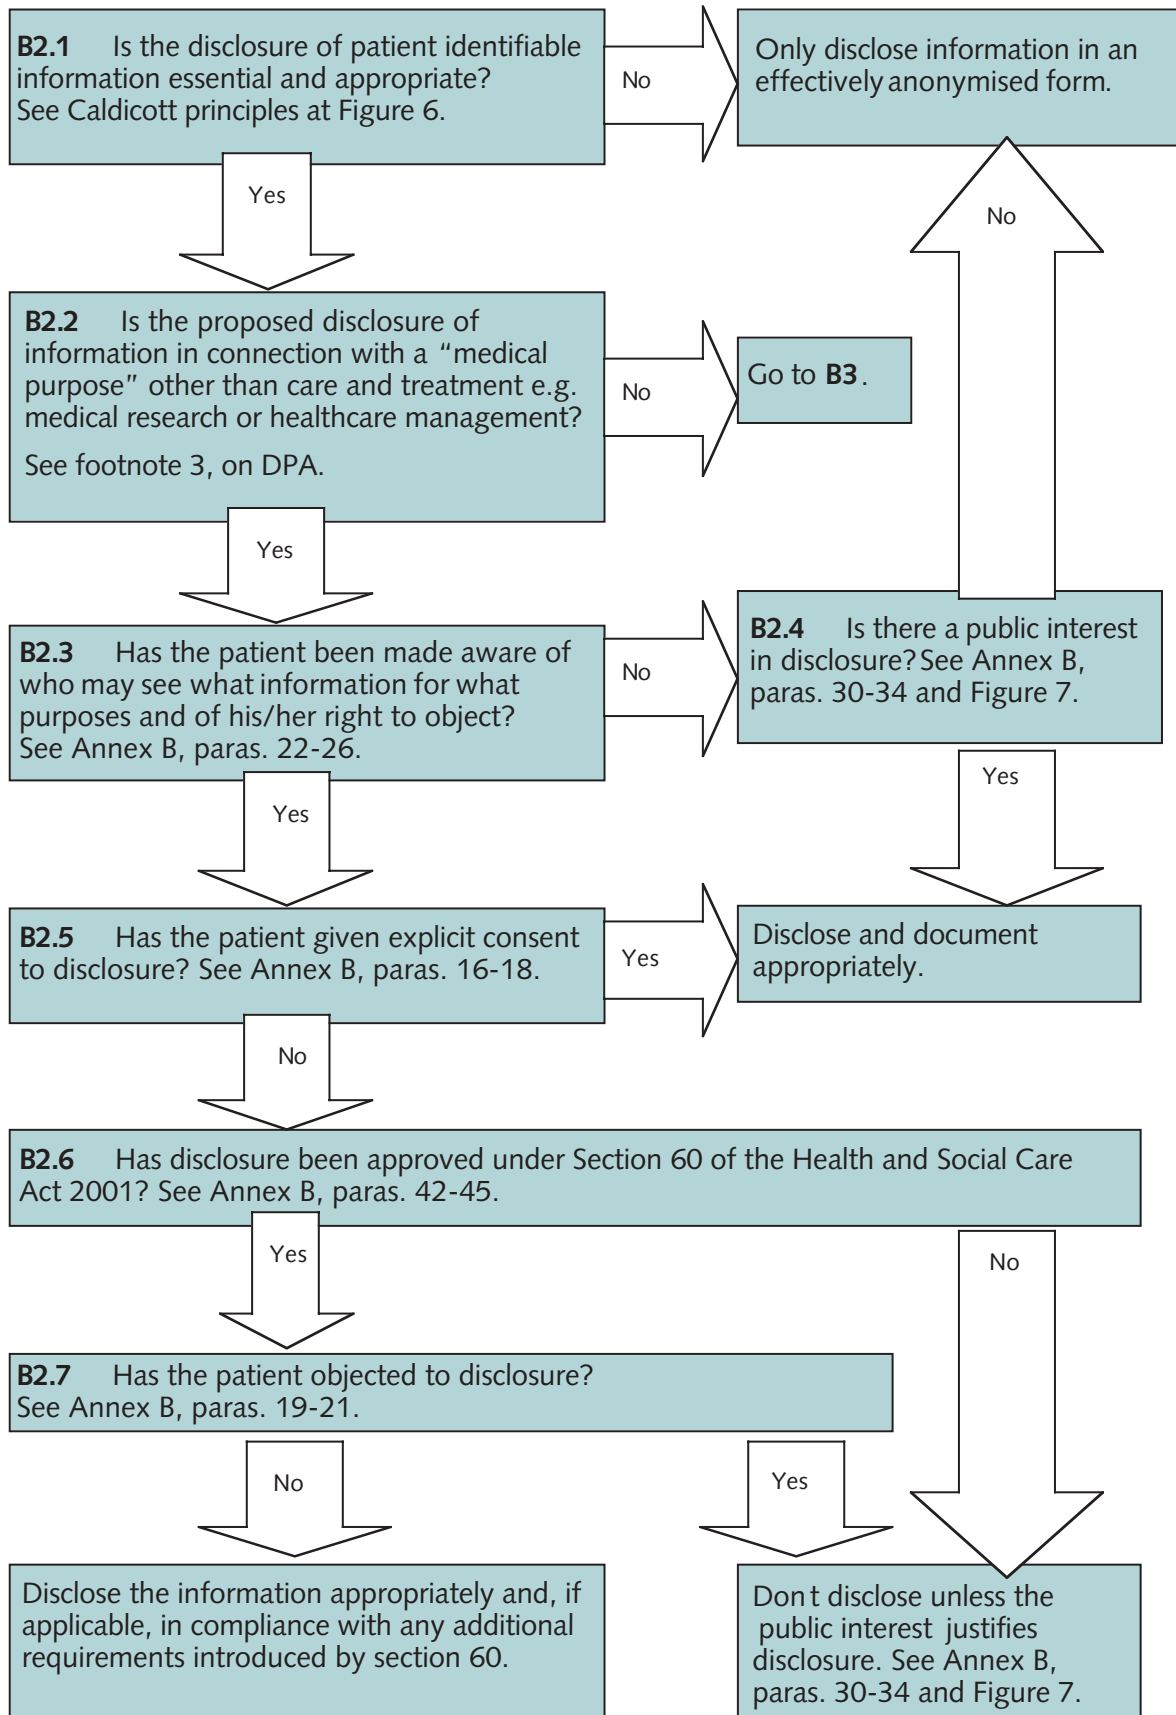 B2.1 Is the disclosure of patient identifiable
information essential and appropriate?
See Caldicott principles at Figure 6.
No
Only disclose information in an
effectively anonymised form.
Yes
No
B2.2 Is the proposed disclosure of
information in connection with a “medical
purpose” other than care and treatment e.g.
medical research or healthcare management?
See footnote 3, on DPA.
No
Go to B3.
Yes
B2.3 Has the patient been made aware of
who may see what information for what
purposes and of his/her right to object?
See Annex B, paras. 22-26.
No
B2.4 Is there a public interest
in disclosure? See Annex B,
paras. 30-34 and Figure 7.
Yes
Yes
B2.5 Has the patient given explicit consent
to disclosure? See Annex B, paras. 16-18.
Yes
Disclose and document
appropriately.
No
B2.6 Has disclosure been approved under Section 60 of the Health and Social Care
Act 2001? See Annex B, paras. 42-45.
Yes
No
B2.7 Has the patient objected to disclosure?
See Annex B, paras. 19-21.
No
Yes
Disclose the information appropriately and, if
applicable, in compliance with any additional
requirements introduced by section 60.
Dont disclose unless the
public interest justifies
disclosure. See Annex B,
paras. 30-34 and Figure 7.